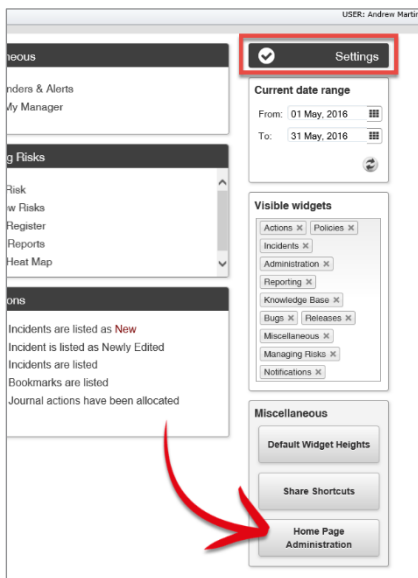 USER: Andrew Martin
neous
nders & Alerts
My Manager
g Risks
Risk
w Risks
Register
Reports
Heat Map
ons
Incidents are listed as New
Incident is listed as Newly Edited
Incidents are listed
Bookmarks are listed
Journal actions have been allocated
Settings
Current date range
From: 01 May, 2016
To: 31 May, 2016
Visible widgets
Actions × Policies ×
Incidents ×
Administration ×
Reporting ×
Knowledge Base ×
Bugs × Releases ×
Miscellaneous ×
Managing Risks ×
Notifications ×
Miscellaneous
Default Widget Heights
Share Shortcuts
Home Page
Administration